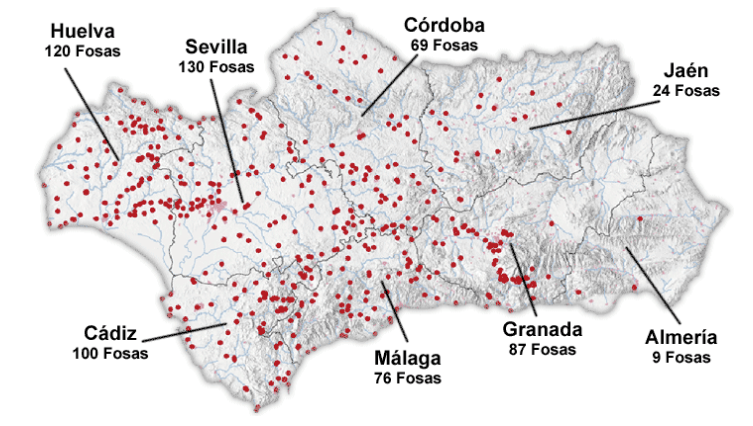 Huelva
120 Fosas
Sevilla
130 Fosas
Córdoba
69 Fosas
Jaén
24 Fosas
Cádiz
100 Fosas
Málaga
76 Fosas
Granada
87 Fosas
Almería
9 Fosas